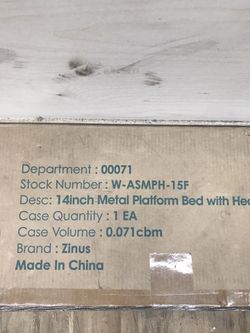 Department : 00071
Stock Number : W-ASMPH-15F
Desc: 14inch Metal Platform Bed with
Case Quantity : 1 EA
Case Volume : 0.071cbm
Brand : Zinus
Made In China